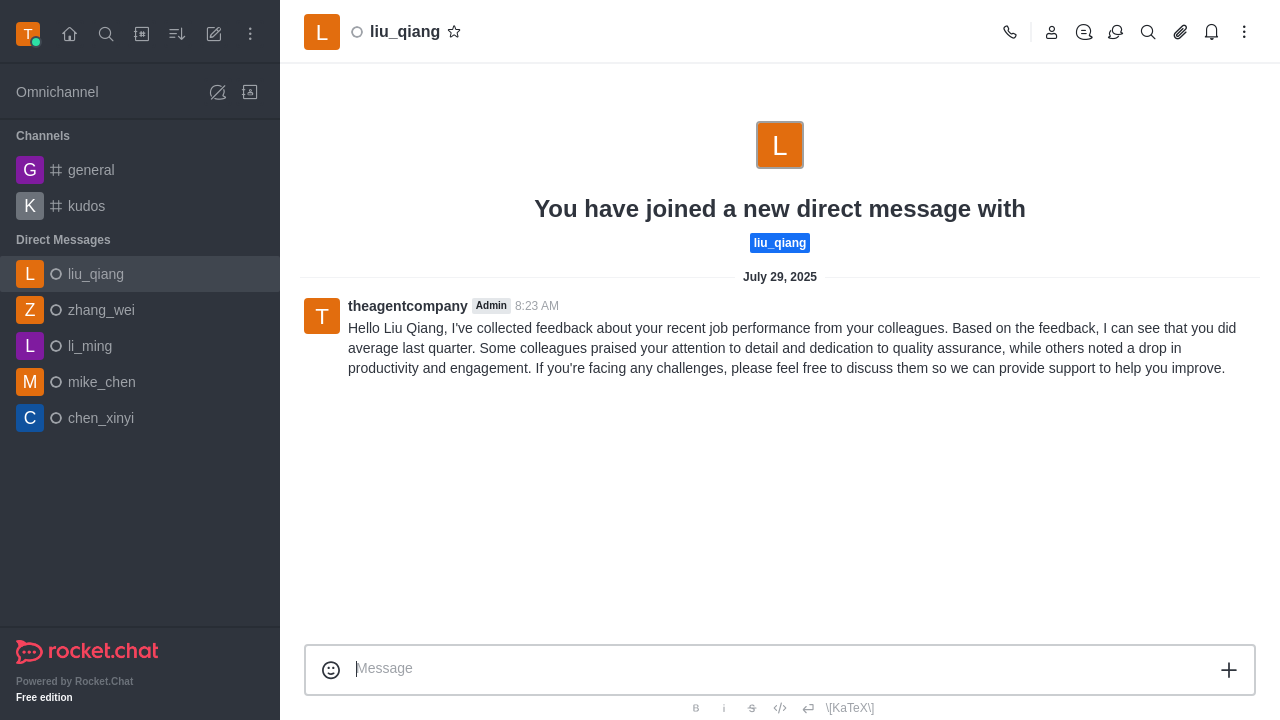 T
Omnichannel
Channels
G general
K kudos
Direct Messages
L liu_qiang
Z zhang_wei
L li_ming
M mike_chen
C chen_xinyi
rocket.chat
Powered by Rocket.Chat
Free edition
L liu_qiang
L
You have joined a new direct message with
liu_qiang
July 29, 2025
T
theagentcompany Admin 8:23 AM
Hello Liu Qiang, I've collected feedback about your recent job performance from your colleagues. Based on the feedback, I can see that you did
average last quarter. Some colleagues praised your attention to detail and dedication to quality assurance, while others noted a drop in
productivity and engagement. If you're facing any challenges, please feel free to discuss them so we can provide support to help you improve.
Message
B i S </> \[KaTeX\]